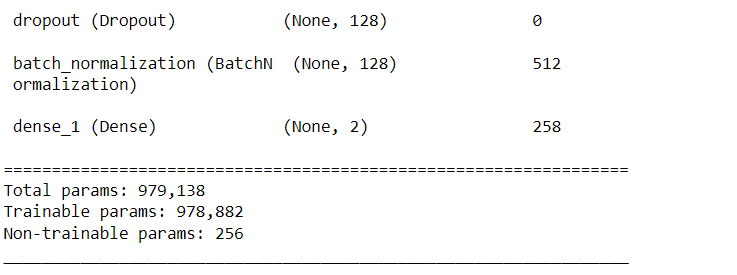 dropout (Dropout) (None, 128) 0
batch_normalization (BatchN (None, 128) 512
ormalization)
dense_1 (Dense) (None, 2) 258
=================================================================
Total params: 979,138
Trainable params: 978,882
Non-trainable params: 256
_________________________________________________________________